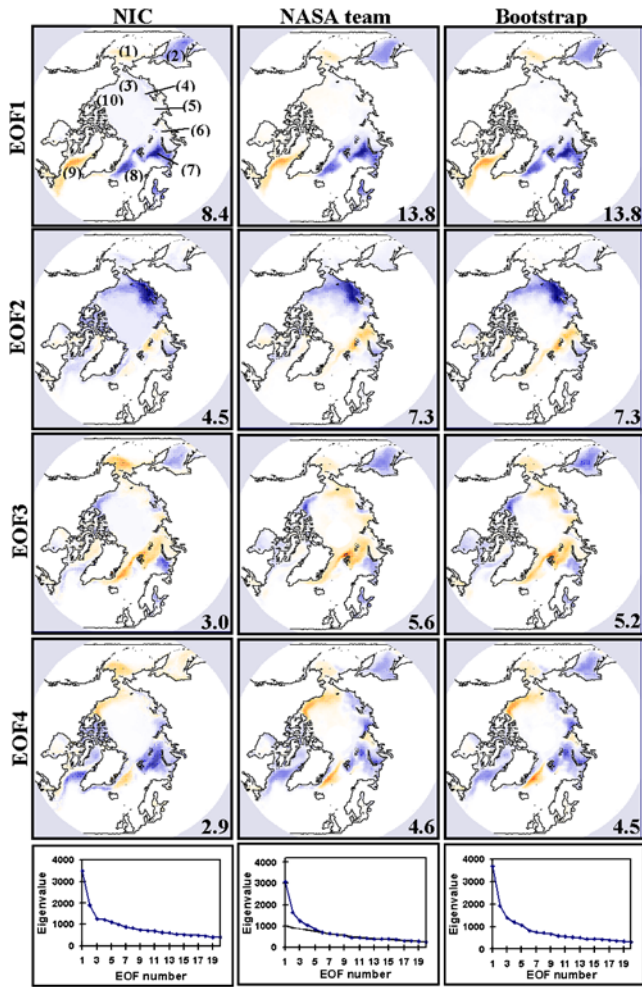 NIC NASA team Bootstrap
EOF1
(1) (2)
(3) (4)
(10) (5)
(6)
(9) (8) (7)
8.4 13.8 13.8
EOF2
4.5 7.3 7.3
EOF3
3.0 5.6 5.2
EOF4
2.9 4.6 4.5
Eigenvalue
4000
3000
2000
1000
0
1 3 5 7 9 11 13 15 17 19
EOF number
Eigenvalue
4000
3000
2000
1000
0
1 3 5 7 9 11 13 15 17 19
EOF number
Eigenvalue
4000
3000
2000
1000
0
1 3 5 7 9 11 13 15 17 19
EOF number